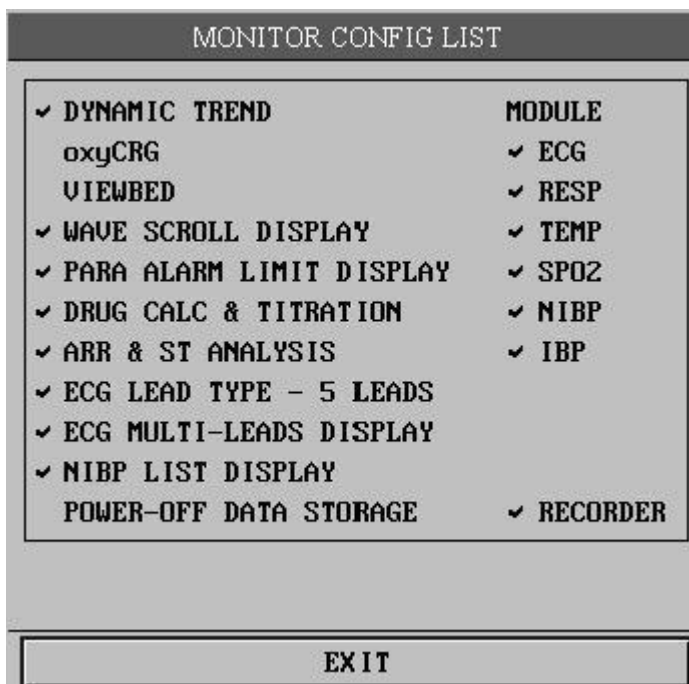 MONITOR CONFIG LIST
✓ DYNAMIC TREND MODULE
oxyCRG ✓ ECG
VIEWBED ✓ RESP
✓ WAVE SCROLL DISPLAY ✓ TEMP
✓ PARA ALARM LIMIT DISPLAY ✓ SPO2
✓ DRUG CALC & TITRATION ✓ NIBP
✓ ARR & ST ANALYSIS ✓ IBP
✓ ECG LEAD TYPE - 5 LEADS
✓ ECG MULTI-LEADS DISPLAY
✓ NIBP LIST DISPLAY
POWER-OFF DATA STORAGE ✓ RECORDER
EXIT